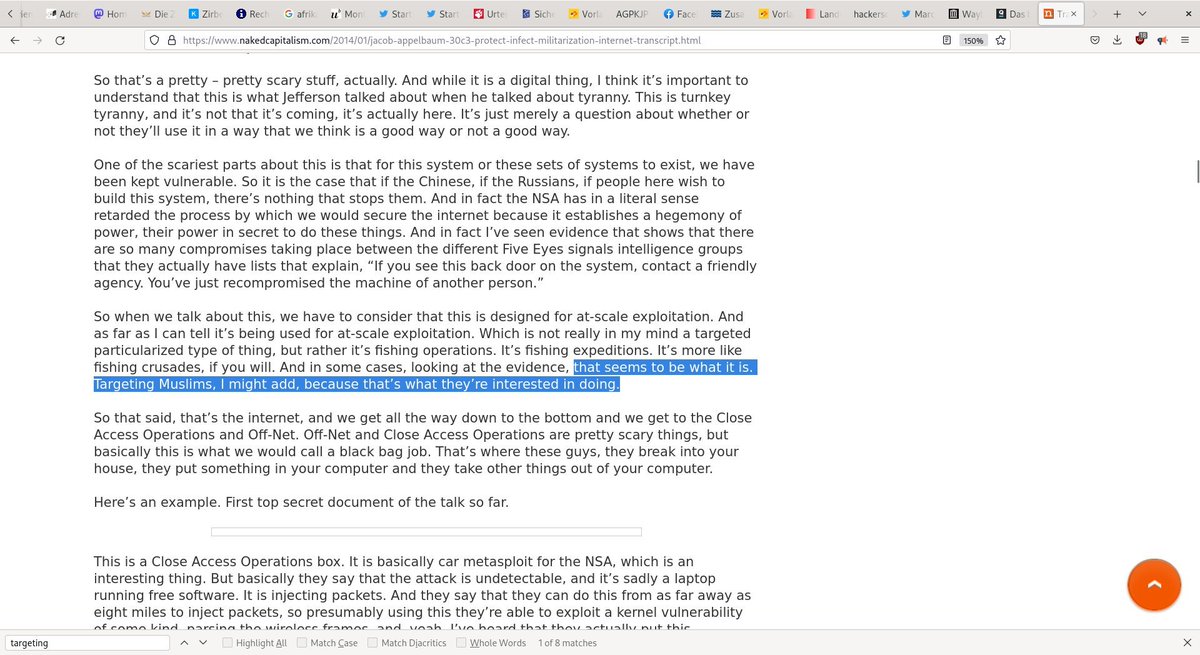 Adre
Hom
Die Z
Zirbe
Rech
afrika
Mon
Start
Start
Urtei
Sich
Vorla
AGPKJP
Face
Zusa
Vorla
Land
hackersc
Marc
Wayl
Das I
Tra
https://www.nakedcapitalism.com/2014/01/jacob-appelbaum-30c3-protect-infect-militarization-internet-transcript.html
150%
So that’s a pretty – pretty scary stuff, actually. And while it is a digital thing, I think it’s important to
understand that this is what Jefferson talked about when he talked about tyranny. This is turnkey
tyranny, and it’s not that it’s coming, it’s actually here. It’s just merely a question about whether or
not they’ll use it in a way that we think is a good way or not a good way.
One of the scariest parts about this is that for this system or these sets of systems to exist, we have
been kept vulnerable. So it is the case that if the Chinese, if the Russians, if people here wish to
build this system, there’s nothing that stops them. And in fact the NSA has in a literal sense
retarded the process by which we would secure the internet because it establishes a hegemony of
power, their power in secret to do these things. And in fact I’ve seen evidence that shows that there
are so many compromises taking place between the different Five Eyes signals intelligence groups
that they actually have lists that explain, “If you see this back door on the system, contact a friendly
agency. You’ve just recompromised the machine of another person.”
So when we talk about this, we have to consider that this is designed for at-scale exploitation. And
as far as I can tell it’s being used for at-scale exploitation. Which is not really in my mind a targeted
particularized type of thing, but rather it’s fishing operations. It’s fishing expeditions. It’s more like
fishing crusades, if you will. And in some cases, looking at the evidence, that seems to be what it is.
Targeting Muslims, I might add, because that’s what they’re interested in doing.
So that said, that’s the internet, and we get all the way down to the bottom and we get to the Close
Access Operations and Off-Net. Off-Net and Close Access Operations are pretty scary things, but
basically this is what we would call a black bag job. That’s where these guys, they break into your
house, they put something in your computer and they take other things out of your computer.
Here’s an example. First top secret document of the talk so far.
This is a Close Access Operations box. It is basically car metasploit for the NSA, which is an
interesting thing. But basically they say that the attack is undetectable, and it’s sadly a laptop
running free software. It is injecting packets. And they say that they can do this from as far away as
eight miles to inject packets, so presumably using this they’re able to exploit a kernel vulnerability
of some kind, parsing the wireless frames, and, yeah, I’ve heard that they actually put this
targeting
Highlight All
Match Case
Match Diacritics
Whole Words
1 of 8 matches